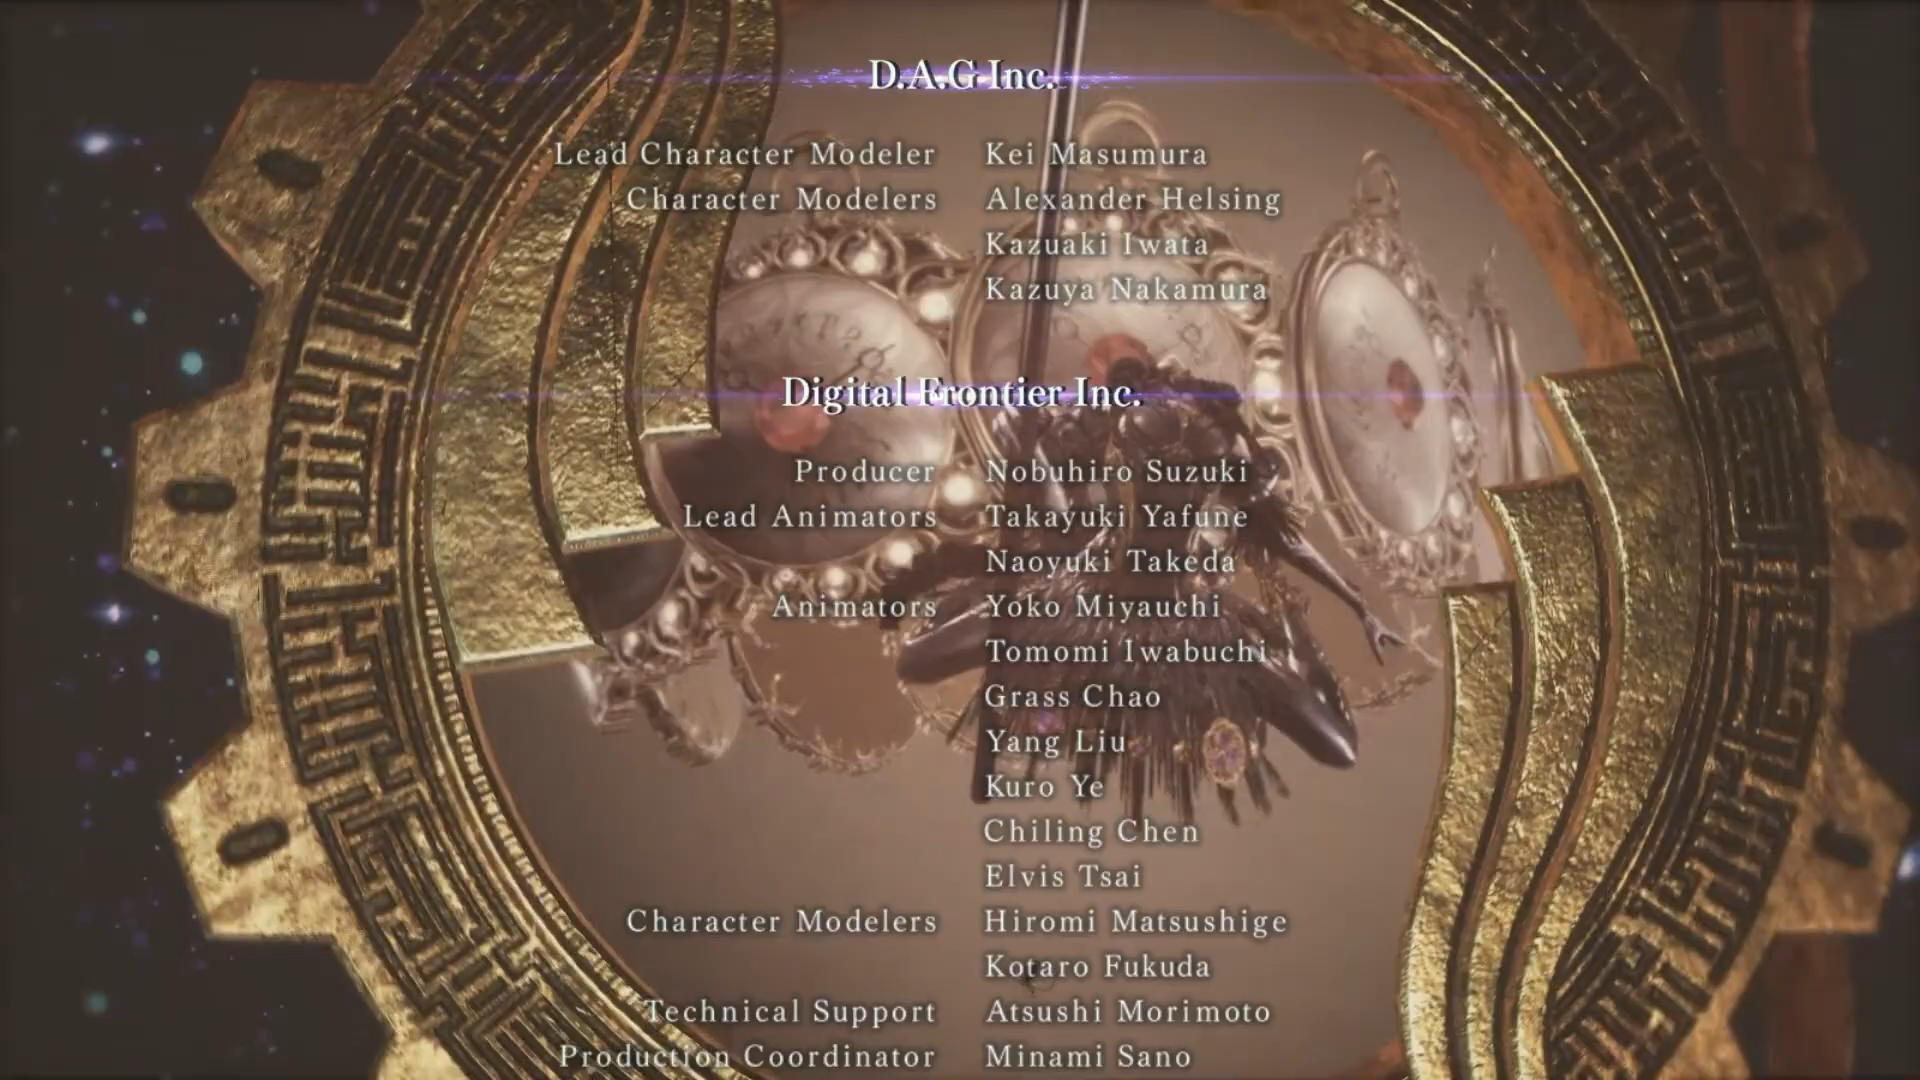 D.A.G Inc.
Lead Character Modeler Kei Masumura
Character Modelers Alexander Helsing
Kazuaki Iwata
Kazuya Nakamura
Digital Frontier Inc.
Producer Nobuhiro Suzuki
Lead Animators Takayuki Yafune
Naoyuki Takeda
Animators Yoko Miyauchi
Tomomi Iwabuchi
Grass Chao
Yang Liu
Kuro Ye
Chiling Chen
Elvis Tsai
Character Modelers Hiromi Matsushige
Kotaro Fukuda
Technical Support Atsushi Morimoto
Production Coordinator Minami Sano